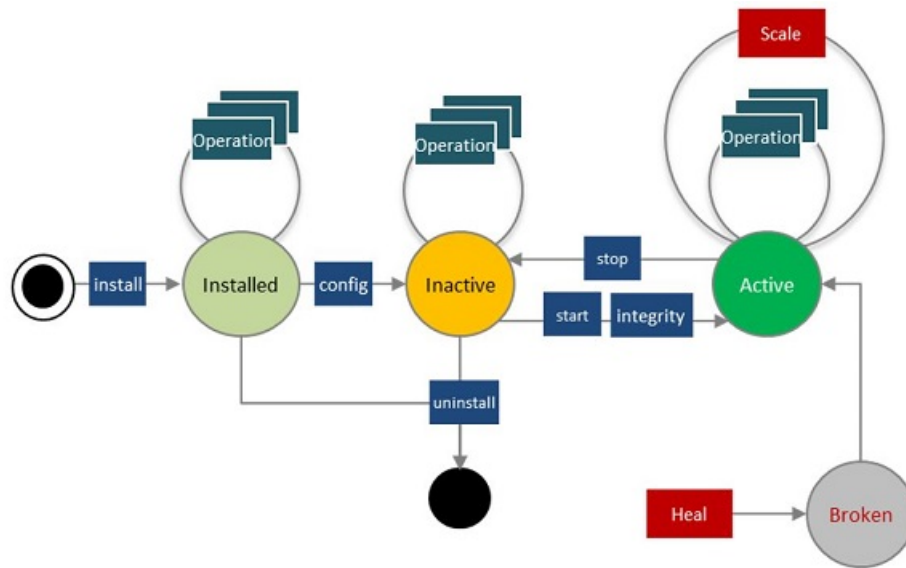 Scale
Operation
Operation
Operation
install
Installed
config
Inactive
stop
start
integrity
Active
uninstall
Heal
Broken